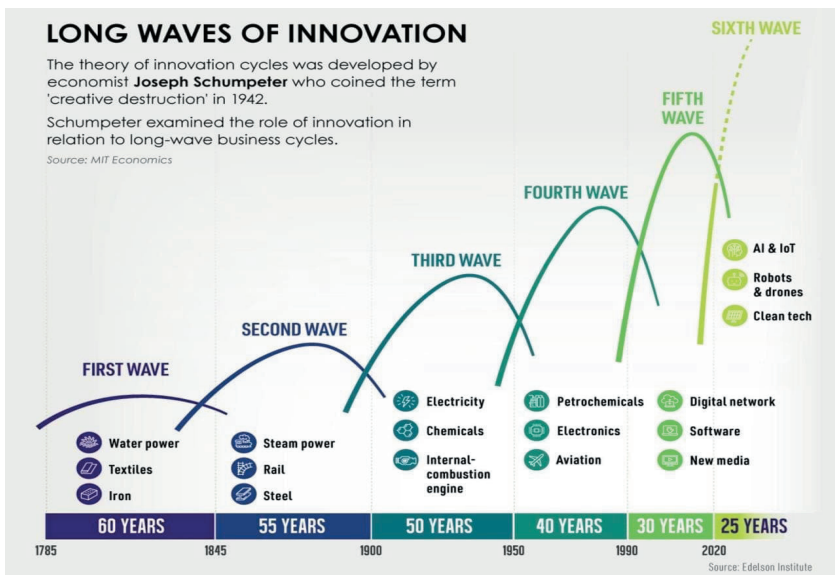 LONG WAVES OF INNOVATION
The theory of innovation cycles was developed by
economist Joseph Schumpeter who coined the term
'creative destruction' in 1942.
Schumpeter examined the role of innovation in
relation to long-wave business cycles.
Source: MIT Economics
FIRST WAVE
Water power
Textiles
Iron
SECOND WAVE
Steam power
Rail
Steel
THIRD WAVE
Electricity
Chemicals
Internal-
combustion
engine
FOURTH WAVE
Petrochemicals
Electronics
Aviation
FIFTH
WAVE
Digital network
Software
New media
SIXTH WAVE
AI & IoT
Robots
& drones
Clean tech
60 YEARS
55 YEARS
50 YEARS
40 YEARS
30 YEARS
25 YEARS
1785
1845
1900
1950
1990
2020
Source: Edelson Institute